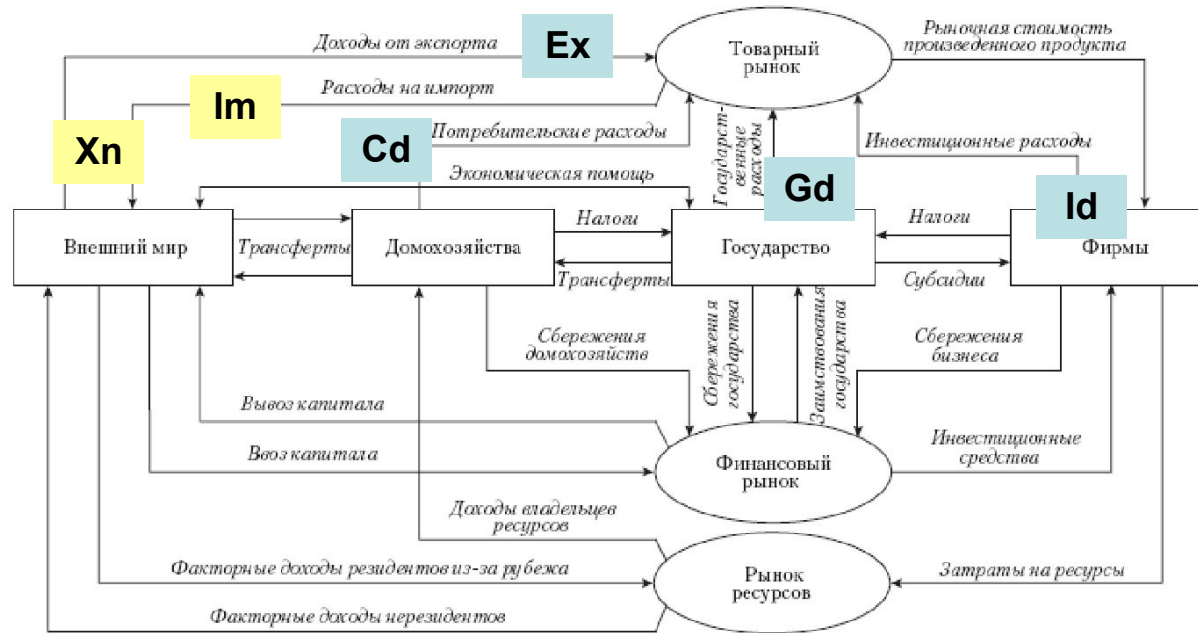 Доходы от экспорта
Ex
Товарный
рынок
Рыночная стоимость
произведенного продукта
Im
Расходы на импорт
Xn
Cd
Потребительские расходы
Государст-
венные
расходы
Инвестиционные расходы
Экономическая помощь
Gd
Id
Внешний мир
Трансферты
Домохозяйства
Налоги
Трансферты
Государство
Налоги
Субсидии
Фирмы
Сбережения
домохозяйств
Сбережения
государства
Заимствования
государства
Сбережения
бизнеса
Вывоз капитала
Ввоз капитала
Финансовый
рынок
Инвестиционные
средства
Доходы владельцев
ресурсов
Факторные доходы резидентов из-за рубежа
Рынок
ресурсов
Затраты на ресурсы
Факторные доходы нерезидентов